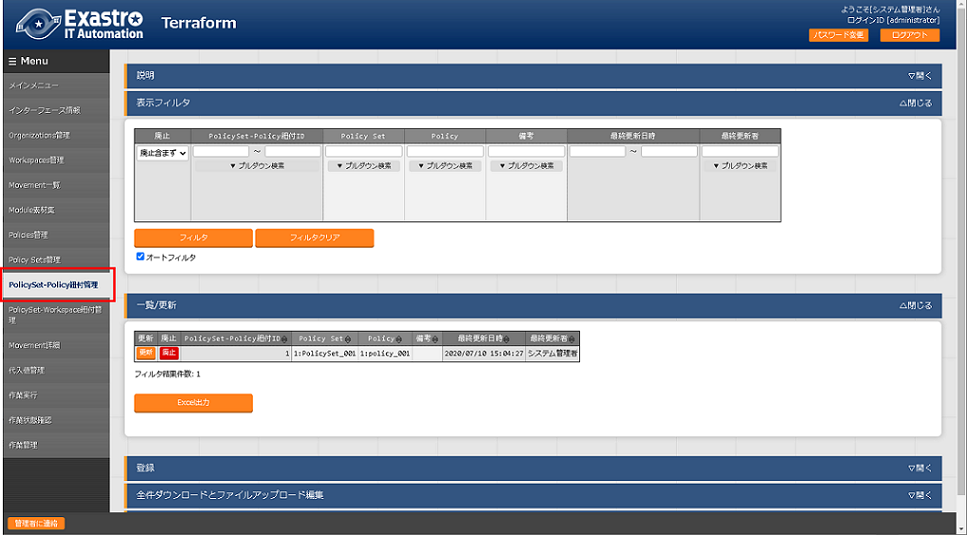 Exastro
IT Automation
Terraform
ようこそ[システム管理者]さん
ログインID [administrator]
パスワード変更
ログアウト
☰ Menu
メインメニュー
インターフェース情報
Organizations管理
Workspaces管理
Movement一覧
Module素材集
Policies管理
Policy Sets管理
PolicySet-Policy紐付管理
PolicySet-Workspace紐付管
理
Movement詳細
代入値管理
作業実行
作業状態確認
作業管理
説明
▽開く
表示フィルタ
△閉じる
廃止 PolicySet-Policy紐付ID Policy Set Policy 備考 最終更新日時 最終更新者
廃止含まず ～ ～
▼ プルダウン検索 ▼ プルダウン検索 ▼ プルダウン検索 ▼ プルダウン検索 ▼ プルダウン検索
フィルタ フィルタクリア
オートフィルタ
一覧/更新
△閉じる
更新 廃止 PolicySet-Policy紐付ID Policy Set Policy 備考 最終更新日時 最終更新者
更新 廃止 1 1:PolicySet_001 1:policy_001 2020/07/10 15:04:27 システム管理者
フィルタ結果件数: 1
Excel出力
登録
▽開く
全件ダウンロードとファイルアップロード編集
▽開く
管理者に連絡